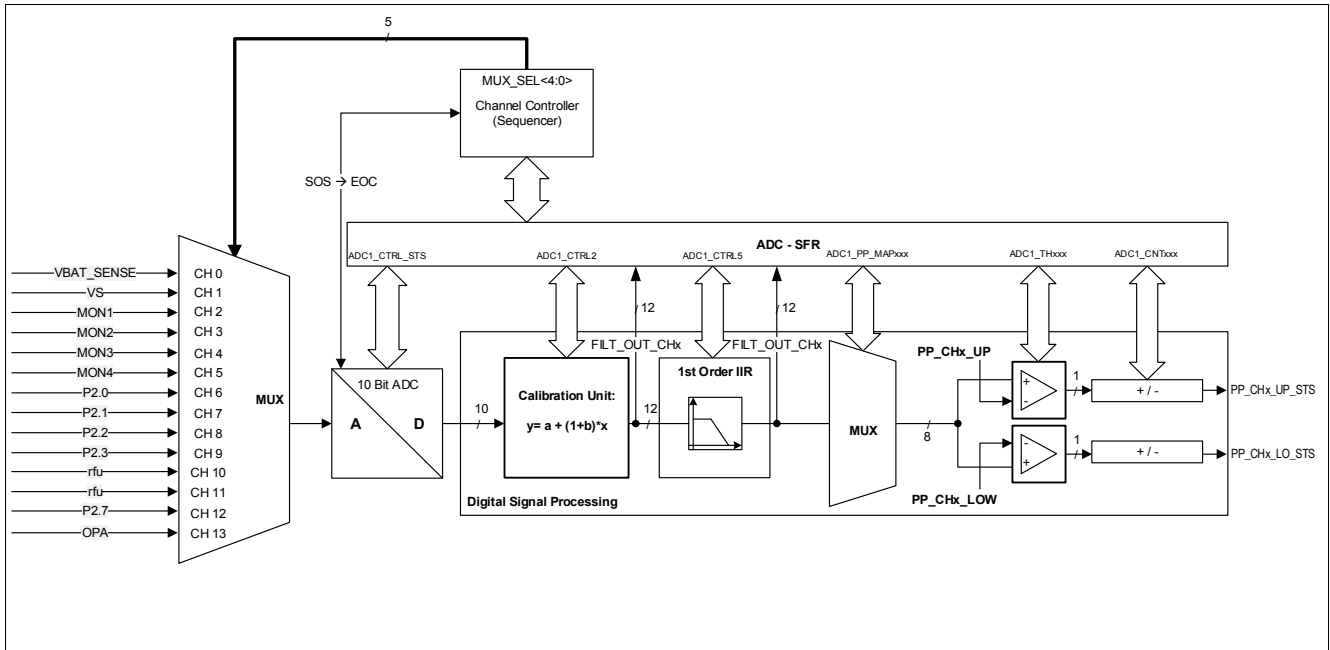 5
MUX_SEL<4:0>
Channel Controller
(Sequencer)
SOS → EOC
ADC - SFR
ADC1_CTRL_STS
ADC1_CTRL2
ADC1_CTRL5
ADC1_PP_MAPxxx
ADC1_THxxx
ADC1_CNTxxx
VBAT_SENSE
CH 0
VS
CH 1
MON1
CH 2
MON2
CH 3
MON3
CH 4
MON4
CH 5
P2.0
CH 6
P2.1
CH 7
P2.2
CH 8
P2.3
CH 9
rfu
CH 10
rfu
CH 11
P2.7
CH 12
OPA
CH 13
MUX
10 Bit ADC
A
D
10
Calibration Unit:
y= a + (1+b)*x
12
FILT_OUT_CHx
12
1st Order IIR
12
FILT_OUT_CHx
MUX
8
PP_CHx_UP
+
-
1
+ / -
PP_CHx_UP_STS
-
+
1
+ / -
PP_CHx_LO_STS
PP_CHx_LOW
Digital Signal Processing